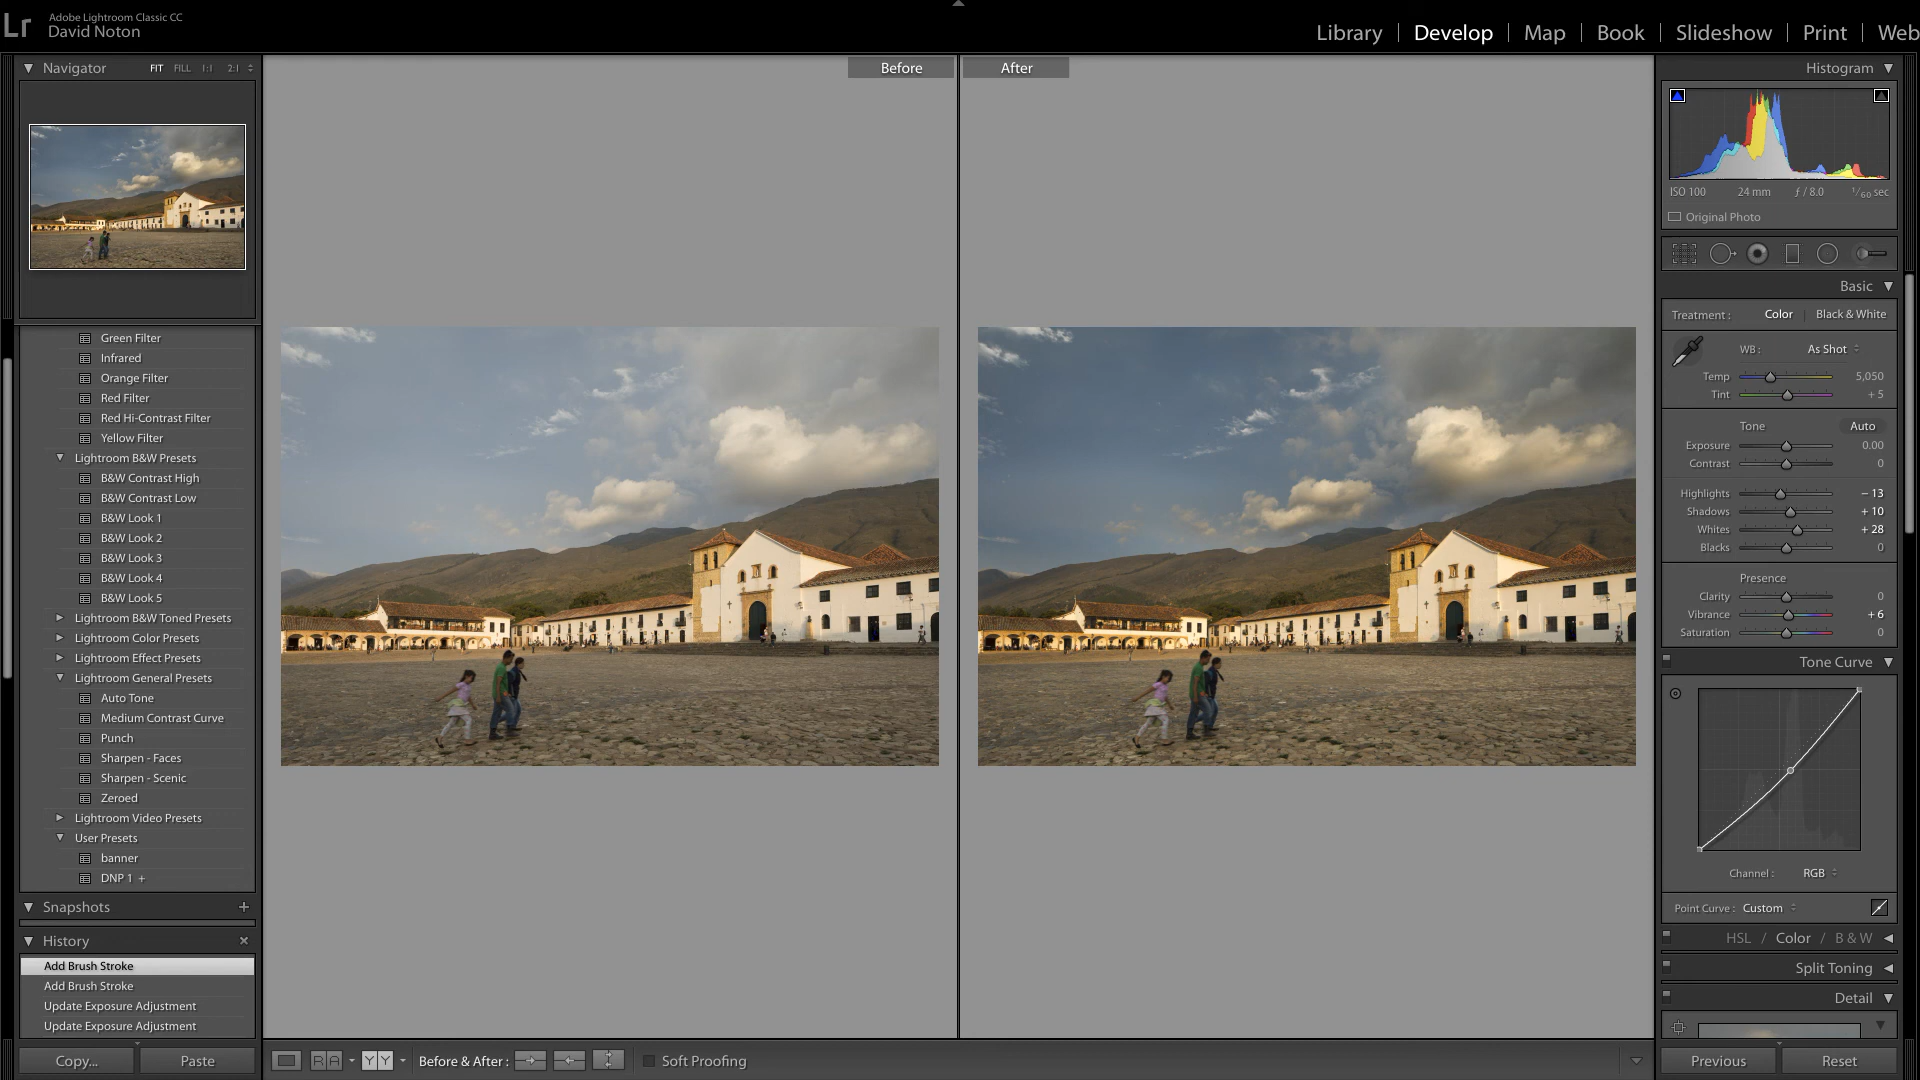 Lr
Adobe Lightroom Classic CC
David Noton
Library | Develop | Map | Book | Slideshow | Print | Web
Navigator FIT FILL 1:1 2:1
Green Filter
Infrared
Orange Filter
Red Filter
Red Hi-Contrast Filter
Yellow Filter
Lightroom B&W Presets
B&W Contrast High
B&W Contrast Low
B&W Look 1
B&W Look 2
B&W Look 3
B&W Look 4
B&W Look 5
Lightroom B&W Toned Presets
Lightroom Color Presets
Lightroom Effect Presets
Lightroom General Presets
Auto Tone
Medium Contrast Curve
Punch
Sharpen - Faces
Sharpen - Scenic
Zeroed
Lightroom Video Presets
User Presets
banner
DNP 1 +
Snapshots +
History ×
Add Brush Stroke
Add Brush Stroke
Update Exposure Adjustment
Update Exposure Adjustment
Copy... Paste
Before
After
R A Y Y Before & After : Soft Proofing
Histogram
ISO 100 24 mm f / 8.0 1/60 sec
Original Photo
Basic
Treatment : Color | Black & White
WB : As Shot
Temp 5,050
Tint + 5
Tone Auto
Exposure 0.00
Contrast 0
Highlights – 13
Shadows + 10
Whites + 28
Blacks 0
Presence
Clarity 0
Vibrance + 6
Saturation 0
Tone Curve
Channel : RGB
Point Curve : Custom
HSL / Color / B & W
Split Toning
Detail
Previous Reset